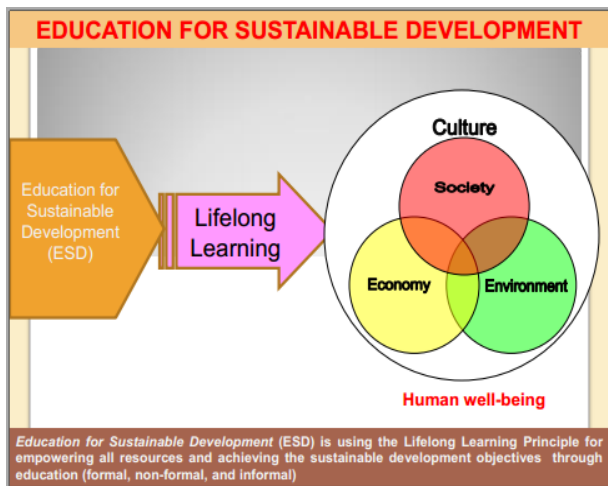 EDUCATION FOR SUSTAINABLE DEVELOPMENT
Education for
Sustainable
Development
(ESD)
Lifelong
Learning
Culture
Society
Economy
Environment
Human well-being
Education for Sustainable Development (ESD) is using the Lifelong Learning Principle for
empowering all resources and achieving the sustainable development objectives through
education (formal, non-formal, and informal)